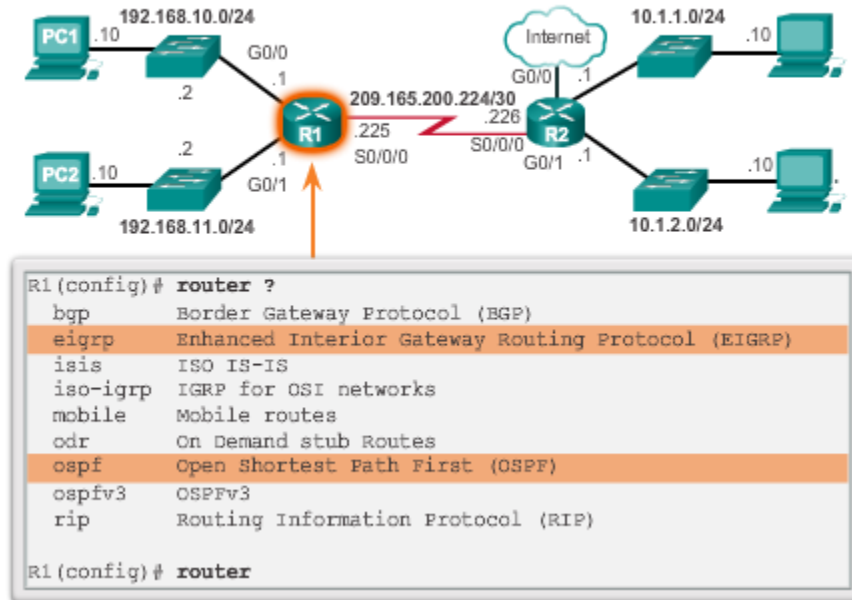 192.168.10.0/24
10.1.1.0/24
PC1
.10
G0/0
Internet
.10
.1
.2
G0/0
.1
209.165.200.224/30
.226
R1
.225
R2
.2
.1
S0/0/0
S0/0/0
G0/1
.1
PC2
.10
G0/1
.10
192.168.11.0/24
10.1.2.0/24
R1(config)# router ?
bgp Border Gateway Protocol (BGP)
eigrp Enhanced Interior Gateway Routing Protocol (EIGRP)
isis ISO IS-IS
iso-igrp IGRP for OSI networks
mobile Mobile routes
odr On Demand stub Routes
ospf Open Shortest Path First (OSPF)
ospfv3 OSPFv3
rip Routing Information Protocol (RIP)
R1(config)# router